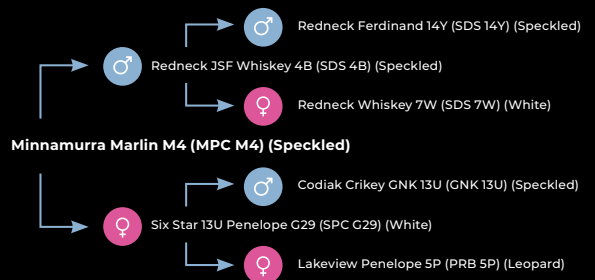 Redneck Ferdinand 14Y (SDS 14Y) (Speckled)
Redneck JSF Whiskey 4B (SDS 4B) (Speckled)
Redneck Whiskey 7W (SDS 7W) (White)
Minnamurra Marlin M4 (MPC M4) (Speckled)
Codiak Crikey GNK 13U (GNK 13U) (Speckled)
Six Star 13U Penelope G29 (SPC G29) (White)
Lakeview Penelope 5P (PRB 5P) (Leopard)